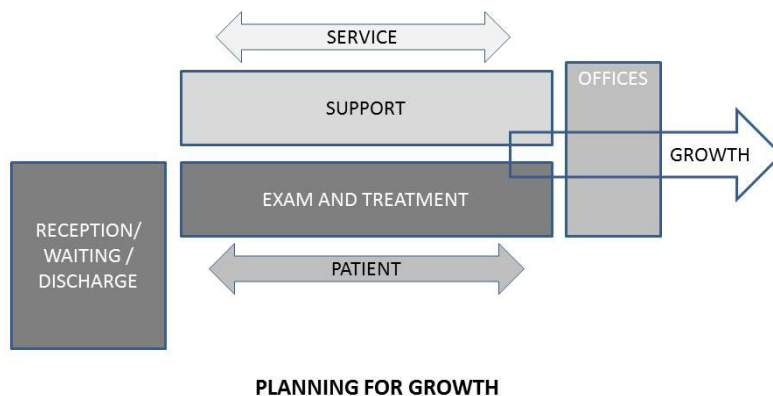 SERVICE
SUPPORT
OFFICES
GROWTH
EXAM AND TREATMENT
RECEPTION/
WAITING /
DISCHARGE
PATIENT
PLANNING FOR GROWTH